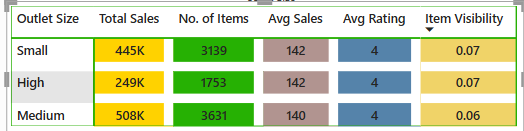 Outlet Size Total Sales No. of Items Avg Sales Avg Rating Item Visibility
Small 445K 3139 142 4 0.07
High 249K 1753 142 4 0.07
Medium 508K 3631 140 4 0.06